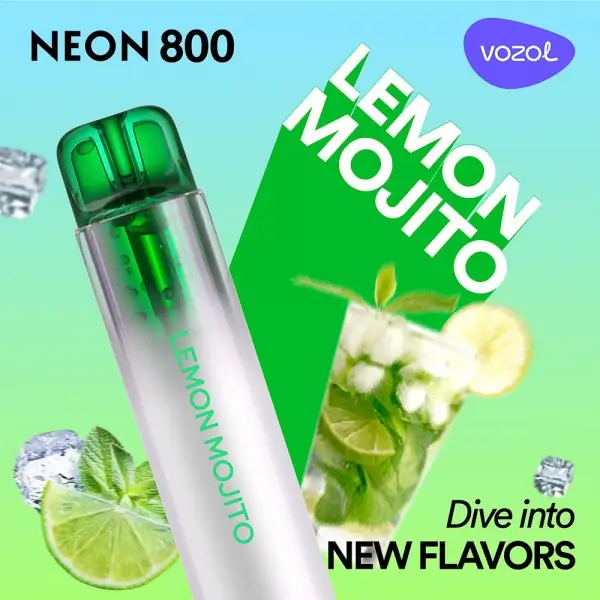 NEON 800
VOZOL
LEMON
MOJITO
LEMON MOJITO
Dive into
NEW FLAVORS